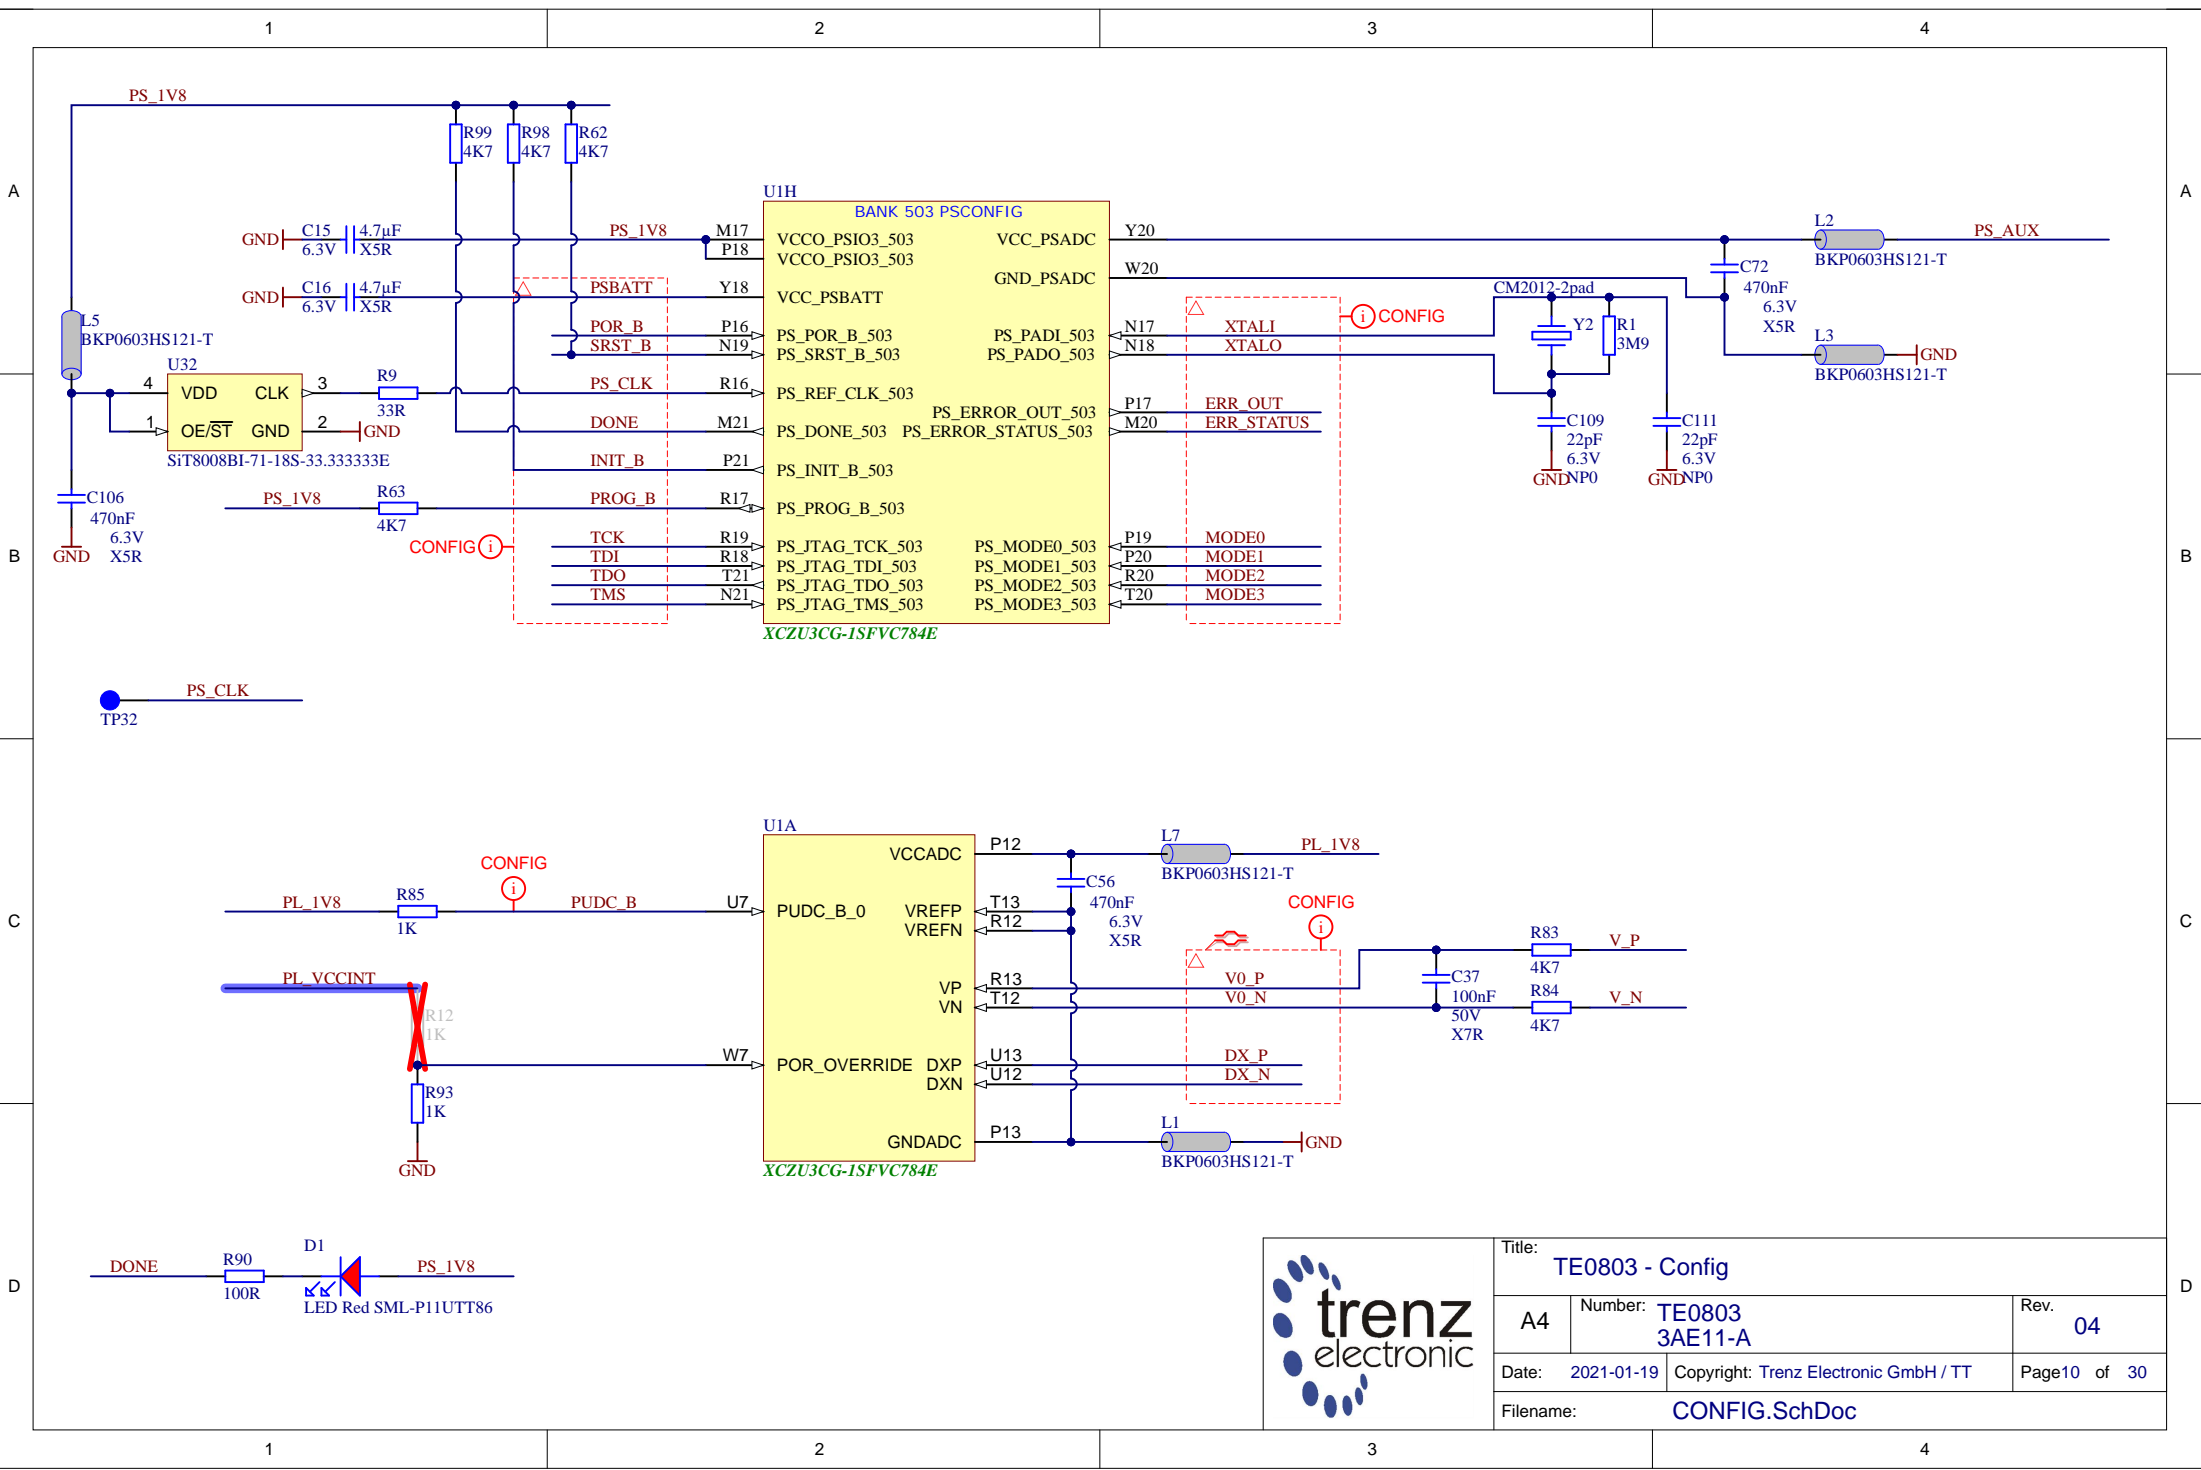 1
2
3
4
A
A
B
B
C
C
D
D
PS_1V8
R99
4K7
R98
4K7
R62
4K7
GND
C15
6.3V
4.7µF
X5R
PS_1V8
GND
C16
6.3V
4.7µF
X5R
PSBATT
POR_B
SRST_B
PS_CLK
DONE
INIT_B
PROG_B
TCK
TDI
TDO
TMS
CONFIG
i
L5
BKP0603HS121-T
U32
4
VDD
CLK
3
1
OE/ST
GND
2
GND
SiT8008BI-71-18S-33.333333E
R9
33R
C106
470nF
6.3V
X5R
GND
PS_1V8
R63
4K7
U1H
BANK 503 PSCONFIG
M17
VCCO_PSIO3_503
P18
VCCO_PSIO3_503
Y18
VCC_PSBATT
P16
PS_POR_B_503
N19
PS_SRST_B_503
R16
PS_REF_CLK_503
M21
PS_DONE_503
P21
PS_INIT_B_503
R17
PS_PROG_B_503
R19
PS_JTAG_TCK_503
R18
PS_JTAG_TDI_503
T21
PS_JTAG_TDO_503
N21
PS_JTAG_TMS_503
VCC_PSADC
Y20
GND_PSADC
W20
PS_PADI_503
N17
PS_PADO_503
N18
PS_ERROR_OUT_503
P17
PS_ERROR_STATUS_503
M20
PS_MODE0_503
P19
PS_MODE1_503
P20
PS_MODE2_503
R20
PS_MODE3_503
T20
XCZU3CG-1SFVC784E
XTALI
XTALO
ERR_OUT
ERR_STATUS
MODE0
MODE1
MODE2
MODE3
i
CONFIG
CM2012-2pad
Y2
R1
3M9
C109
22pF
6.3V
NP0
GND
C111
22pF
6.3V
NP0
GND
C72
470nF
6.3V
X5R
L2
BKP0603HS121-T
PS_AUX
L3
BKP0603HS121-T
GND
TP32
PS_CLK
CONFIG
i
PL_1V8
R85
1K
PUDC_B
PL_VCCINT
R12
1K
R93
1K
GND
U1A
U7
PUDC_B_0
W7
POR_OVERRIDE
VCCADC
P12
VREFP
T13
VREFN
R12
VP
R13
VN
T12
DXP
U13
DXN
U12
GNDADC
P13
XCZU3CG-1SFVC784E
C56
470nF
6.3V
X5R
L7
BKP0603HS121-T
PL_1V8
CONFIG
i
V0_P
V0_N
DX_P
DX_N
L1
BKP0603HS121-T
GND
C37
100nF
50V
X7R
R83
4K7
V_P
R84
4K7
V_N
DONE
R90
100R
D1
LED Red SML-P11UTT86
PS_1V8
trenz
electronic
Title:
TE0803 - Config
A4
Number: TE0803
3AE11-A
Rev.
04
Date: 2021-01-19
Copyright: Trenz Electronic GmbH / TT
Page10 of 30
Filename: CONFIG.SchDoc
1
2
3
4